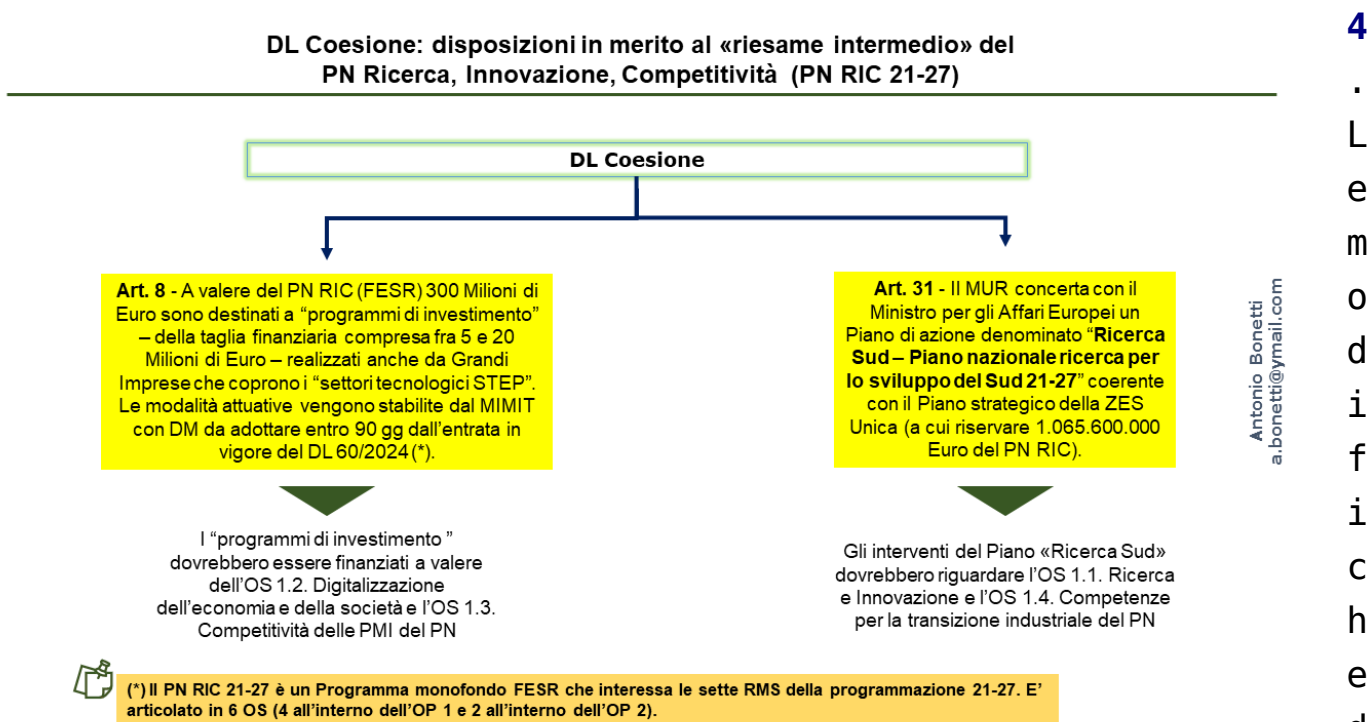 DL Coesione: disposizioni in merito al «riesame intermedio» del
PN Ricerca, Innovazione, Competitività (PN RIC 21-27)
DL Coesione
Art. 8 - A valere del PN RIC (FESR) 300 Milioni di
Euro sono destinati a “programmi di investimento”
– della taglia finanziaria compresa fra 5 e 20
Milioni di Euro – realizzati anche da Grandi
Imprese che coprono i “settori tecnologici STEP”.
Le modalità attuative vengono stabilite dal MIMIT
con DM da adottare entro 90 gg dall’entrata in
vigore del DL 60/2024 (*).
Art. 31 - Il MUR concerta con il
Ministro per gli Affari Europei un
Piano di azione denominato “Ricerca
Sud – Piano nazionale ricerca per
lo sviluppo del Sud 21-27” coerente
con il Piano strategico della ZES
Unica (a cui riservare 1.065.600.000
Euro del PN RIC).
I “programmi di investimento ”
dovrebbero essere finanziati a valere
dell’OS 1.2. Digitalizzazione
dell’economia e della società e l’OS 1.3.
Competitività delle PMI del PN
Gli interventi del Piano «Ricerca Sud»
dovrebbero riguardare l’OS 1.1. Ricerca
e Innovazione e l’OS 1.4. Competenze
per la transizione industriale del PN
(*) Il PN RIC 21-27 è un Programma monofondo FESR che interessa le sette RMS della programmazione 21-27. E’
articolato in 6 OS (4 all’interno dell’OP 1 e 2 all’interno dell’OP 2).
Antonio Bonetti
a.bonetti@ymail.com
4
.
L
e
m
o
d
i
f
i
c
h
e